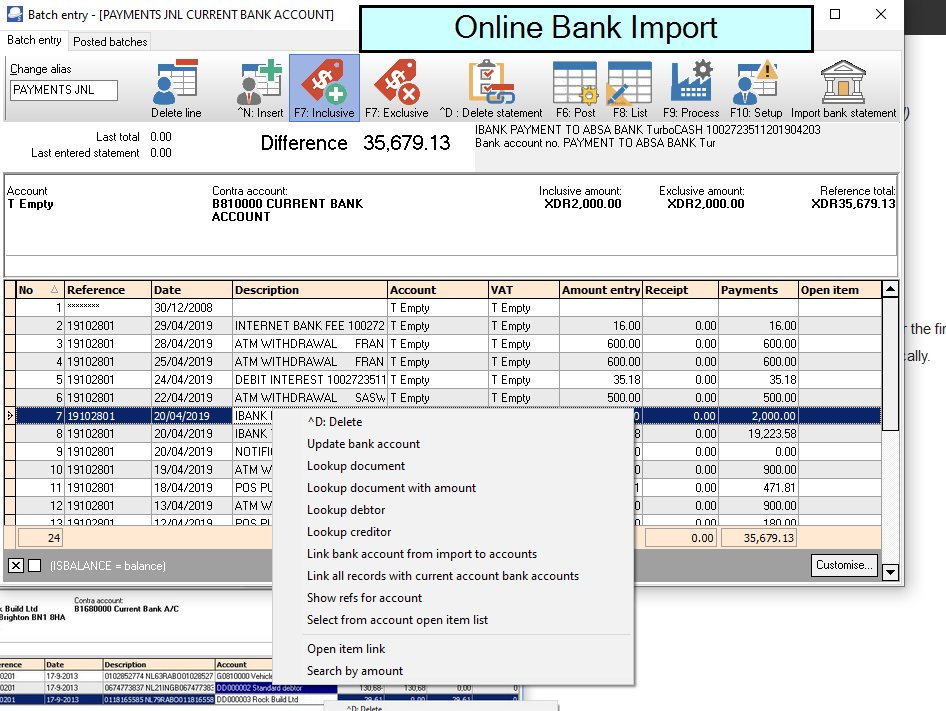 Batch entry - [PAYMENTS JNL CURRENT BANK ACCOUNT]
Online Bank Import
Batch entry Posted batches
Change alias
PAYMENTS JNL
Delete line ^N: Insert F7: Inclusive F7: Exclusive ^D : Delete statement F6: Post F8: List F9: Process F10: Setup Import bank statement
Last total 0.00
Last entered statement 0.00
Difference 35,679.13
IBANK PAYMENT TO ABSA BANK TurboCASH 1002723511201904203
Bank account no. PAYMENT TO ABSA BANK Tur
Account Contra account: Inclusive amount: Exclusive amount: Reference total:
T Empty B810000 CURRENT BANK XDR2,000.00 XDR2,000.00 XDR35,679.13
ACCOUNT
No Reference Date Description Account VAT Amount entry Receipt Payments Open item
1 ******** 30/12/2008 T Empty T Empty
2 19102801 29/04/2019 INTERNET BANK FEE 100272 T Empty T Empty 16.00 0.00 16.00
3 19102801 28/04/2019 ATM WITHDRAWAL FRAN T Empty T Empty 600.00 0.00 600.00
4 19102801 25/04/2019 ATM WITHDRAWAL FRAN T Empty T Empty 600.00 0.00 600.00
5 19102801 24/04/2019 DEBIT INTEREST 1002723511 T Empty T Empty 35.18 0.00 35.18
6 19102801 22/04/2019 ATM WITHDRAWAL SASW T Empty T Empty 500.00 0.00 500.00
7 19102801 20/04/2019 IBANK 0.00 2,000.00
8 19102801 20/04/2019 IBANK 8 0.00 19,223.58
9 19102801 20/04/2019 NOTIFI 0 0.00 0.00
10 19102801 19/04/2019 ATM W 0 0.00 900.00
11 19102801 18/04/2019 POS PU 1 0.00 471.81
12 19102801 13/04/2019 ATM W 0 0.00 900.00
13 19102801 12/04/2019 POS PU 0 0.00 180.00
24 0.00 35,679.13
(ISBALANCE = balance) Customise...
^D: Delete
Update bank account
Lookup document
Lookup document with amount
Lookup debtor
Lookup creditor
Link bank account from import to accounts
Link all records with current account bank accounts
Show refs for account
Select from account open item list
Open item link
Search by amount
r the fir
cally.
Contra account:
k Build Ltd B1680000 Current Bank A/C
Brighton BN1 8HA
erence Date Description Account
0201 17-9-2013 0102852774 NL63RABO01028527 G0810000 Vehicle
0201 17-9-2013 0674773837 NL21INGB067477383 DD000002 Standard debtor 130,68- 130,68 0,00 0
0201 17-9-2013 0118165585 NL79RABO011816558 DD000003 Rock Build Ltd 29,61 0,00 29,61 0
^D: Delete